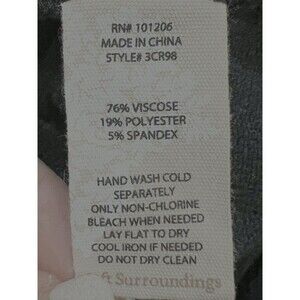 RN# 101206
MADE IN CHINA
STYLE# 3CR98
76% VISCOSE
19% POLYESTER
5% SPANDEX
HAND WASH COLD
SEPARATELY
ONLY NON-CHLORINE
BLEACH WHEN NEEDED
LAY FLAT TO DRY
COOL IRON IF NEEDED
DO NOT DRY CLEAN
Surroundings